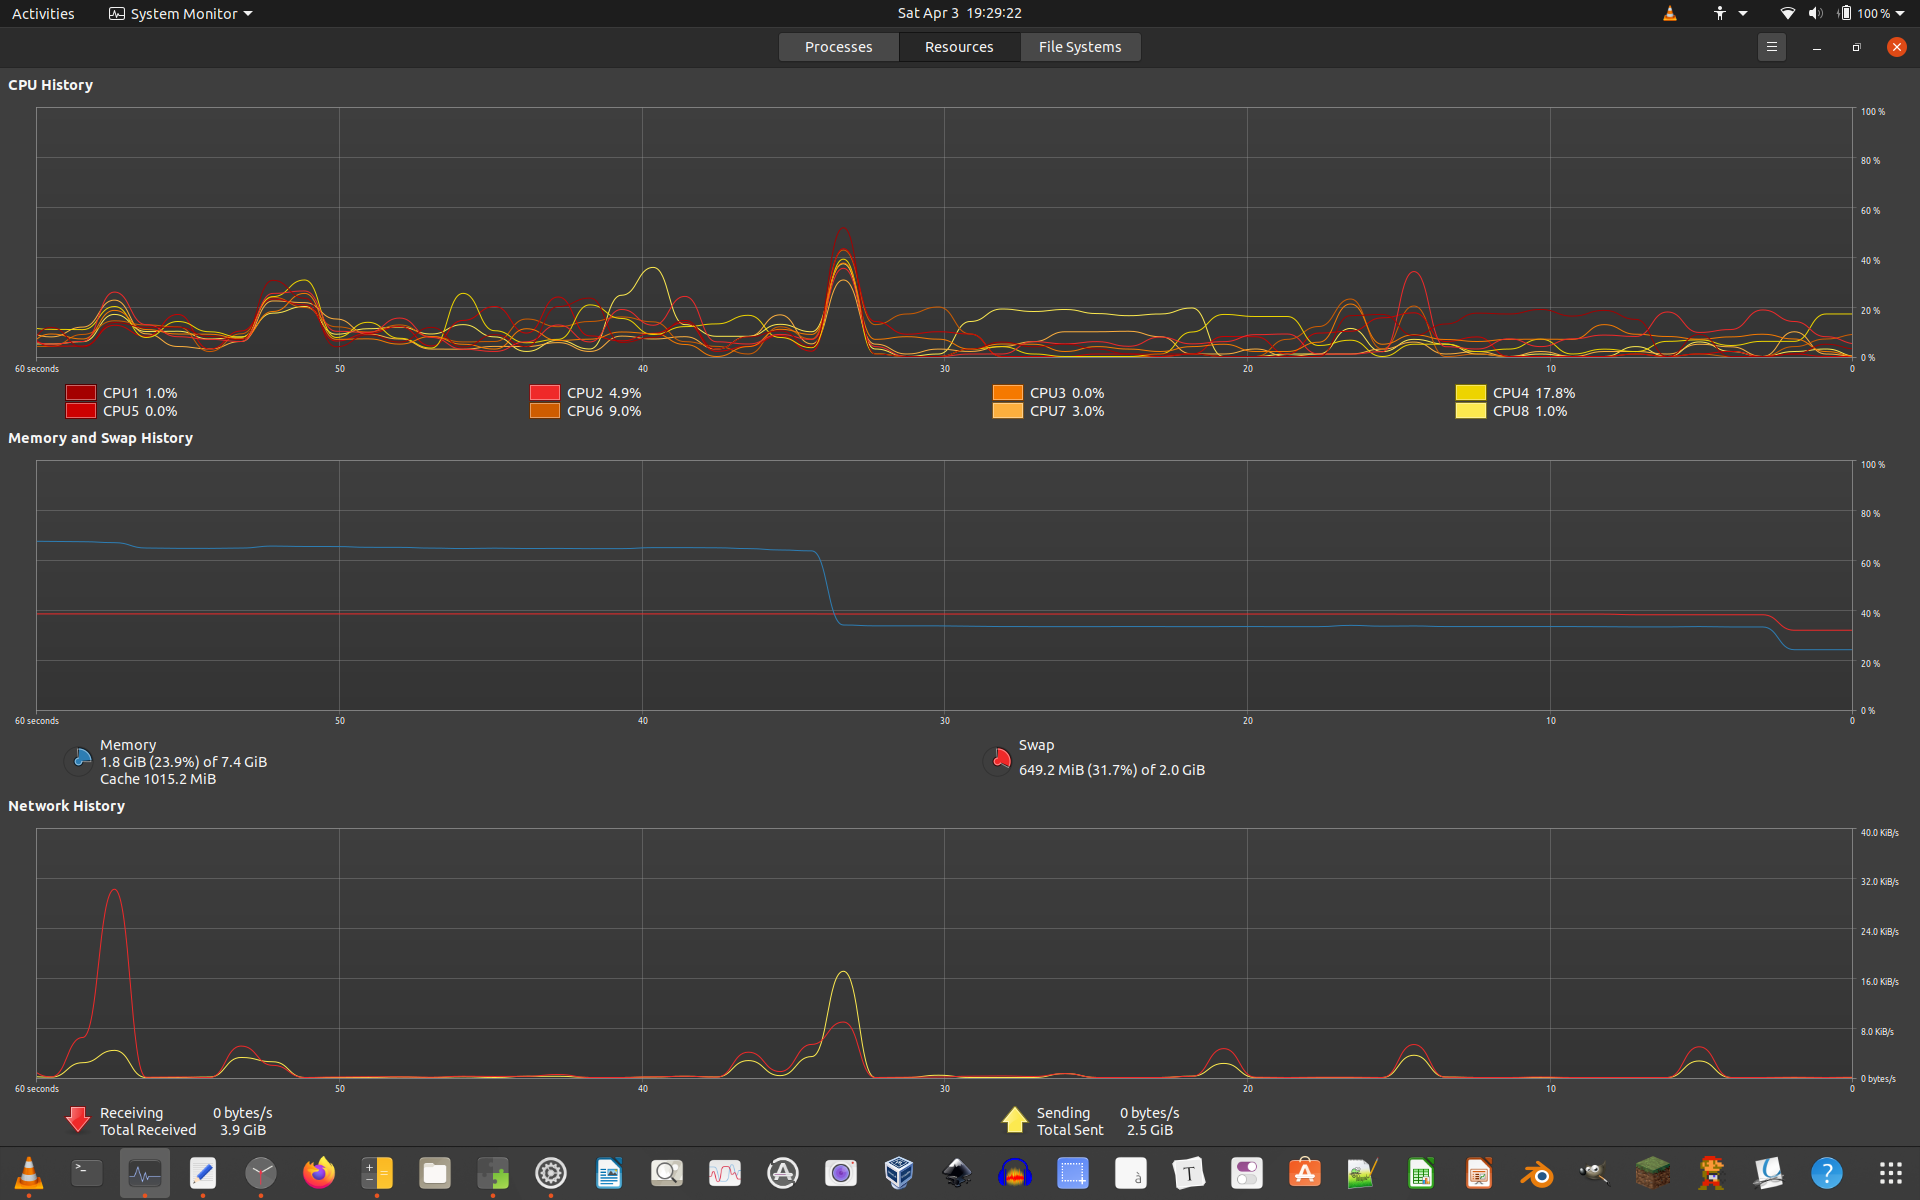 Activities System Monitor Sat Apr 3 19:29:22 100 %
Processes Resources File Systems
CPU History
100 %
80 %
60 %
40 %
20 %
0 %
60 seconds 50 40 30 20 10 0
CPU1 1.0% CPU2 4.9% CPU3 0.0% CPU4 17.8%
CPU5 0.0% CPU6 9.0% CPU7 3.0% CPU8 1.0%
Memory and Swap History
100 %
80 %
60 %
40 %
20 %
0 %
60 seconds 50 40 30 20 10 0
Memory
1.8 GiB (23.9%) of 7.4 GiB
Cache 1015.2 MiB
Swap
649.2 MiB (31.7%) of 2.0 GiB
Network History
40.0 KiB/s
32.0 KiB/s
24.0 KiB/s
16.0 KiB/s
8.0 KiB/s
0 bytes/s
60 seconds 50 40 30 20 10 0
Receiving 0 bytes/s
Total Received 3.9 GiB
Sending 0 bytes/s
Total Sent 2.5 GiB
>_
à
T
?